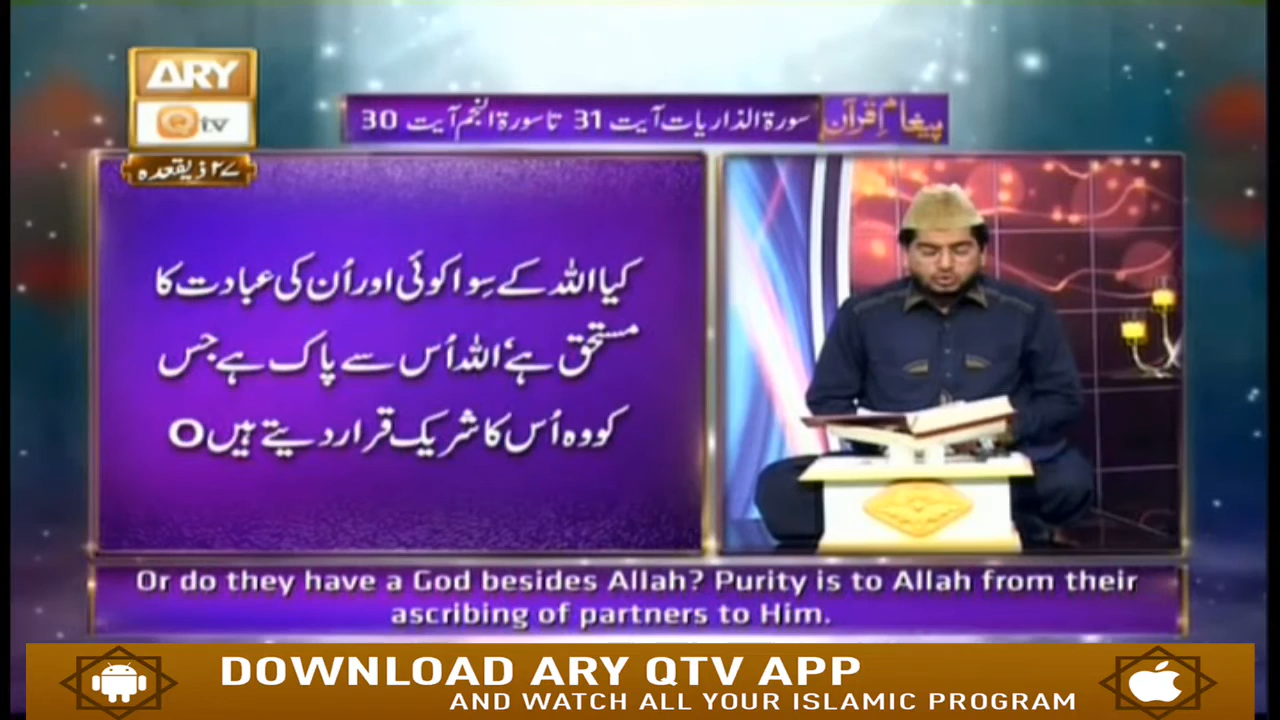 ARY
Qtv
۲۷ ذیقعدہ
پیغامِ قرآن سورۃ الذاریات آیت 31 تا سورۃ النجم آیت 30
کیا اللہ کے سِوا کوئی اور اُن کی عبادت کا
مستحق ہے‘ اللہ اُس سے پاک ہے جس
کو وہ اُس کا شریک قرار دیتے ہیںO
Or do they have a God besides Allah? Purity is to Allah from their
ascribing of partners to Him.
DOWNLOAD ARY QTV APP
AND WATCH ALL YOUR ISLAMIC PROGRAM